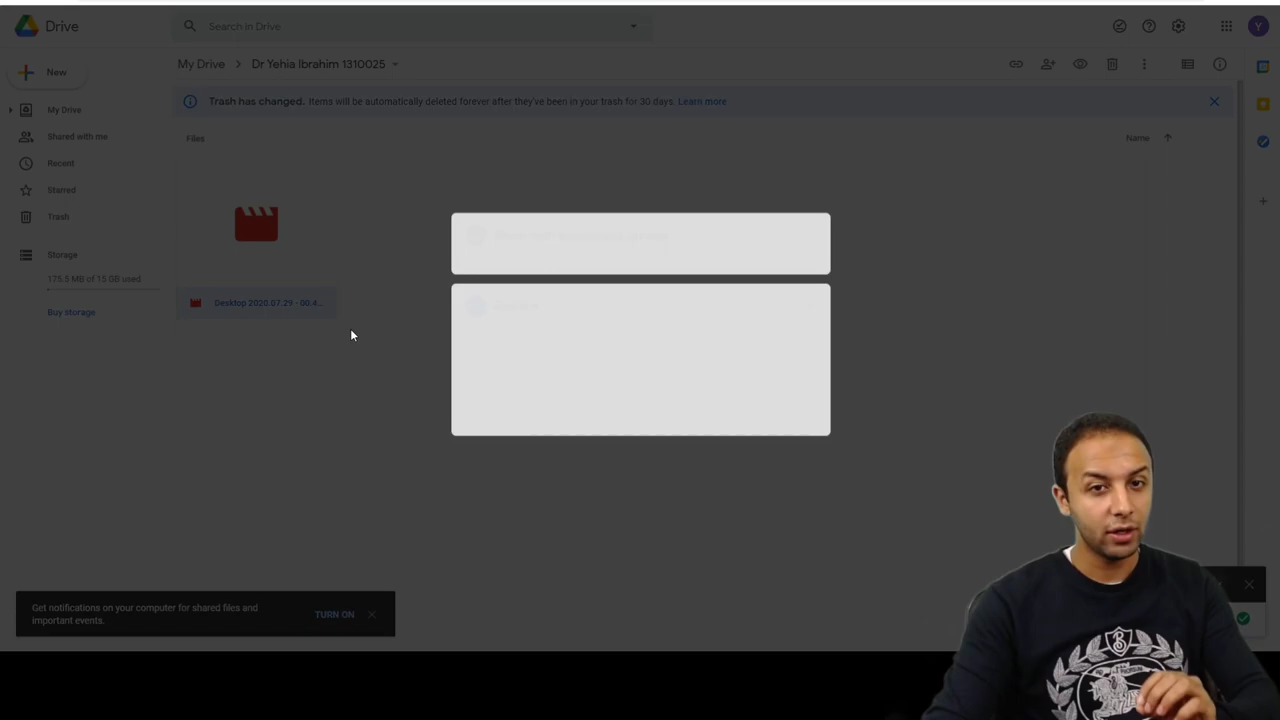 Drive
Search in Drive
Y
New
My Drive
Dr Yehia Ibrahim 1310025
Trash has changed. Items will be automatically deleted forever after they've been in your trash for 30 days. Learn more
My Drive
Shared with me
Recent
Starred
Trash
Storage
175.5 MB of 15 GB used
Buy storage
Files
Name
Desktop 2020.07.29 - 00.4...
Get notifications on your computer for shared files and
important events.
TURN ON